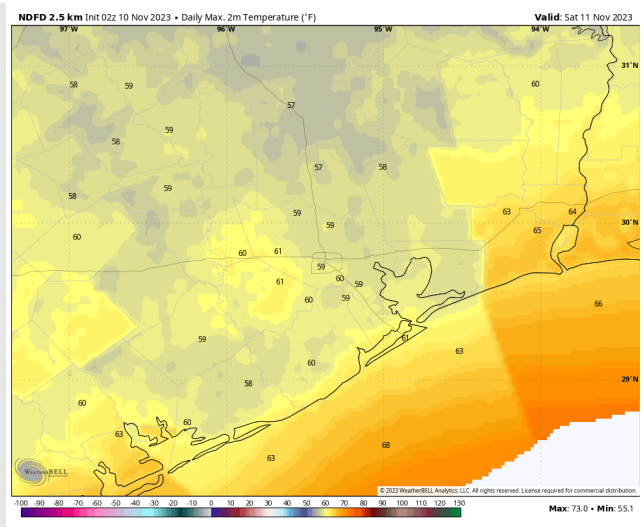 NDFD 2.5 km Init 02z 10 Nov 2023 • Daily Max. 2m Temperature (°F)
Valid: Sat 11 Nov 2023
97°W 96°W 95°W 94°W
31°N
58 59 60
57
59
58
57 58
59
58
59 63 64
30°N
59 65
60
60 61
59
60
61 59
60 59
66
61
59 63
60
58
29°N
60
60
63
68
63
WeatherBELL
© 2023 WeatherBELL Analytics, LLC. All rights reserved. License required for commercial distribution.
-100 -90 -80 -70 -60 -50 -40 -30 -20 -10 0 10 20 30 40 50 60 70 80 90 100 110 120 130
Max: 73.0 • Min: 55.1